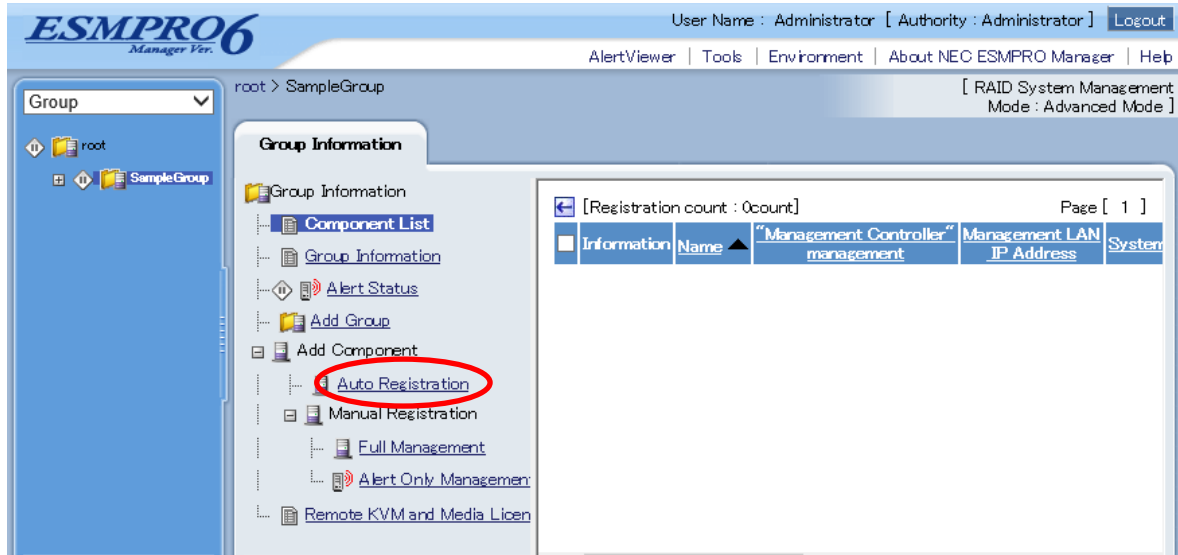 ESMPRO6
Manager Ver.
User Name : Administrator [ Authority : Administrator ] Logout
AlertViewer | Tools | Environment | About NEC ESMPRO Manager | Help
Group
root > SampleGroup
[ RAID System Management
Mode : Advanced Mode ]
root
SampleGroup
Group Information
Group Information
Component List
Group Information
Alert Status
Add Group
Add Component
Auto Registration
Manual Registration
Full Management
Alert Only Managemen
Remote KVM and Media Licen
[Registration count : 0count]
Page [ 1 ]
Information
Name
"Management Controller"
management
Management LAN
IP Address
System